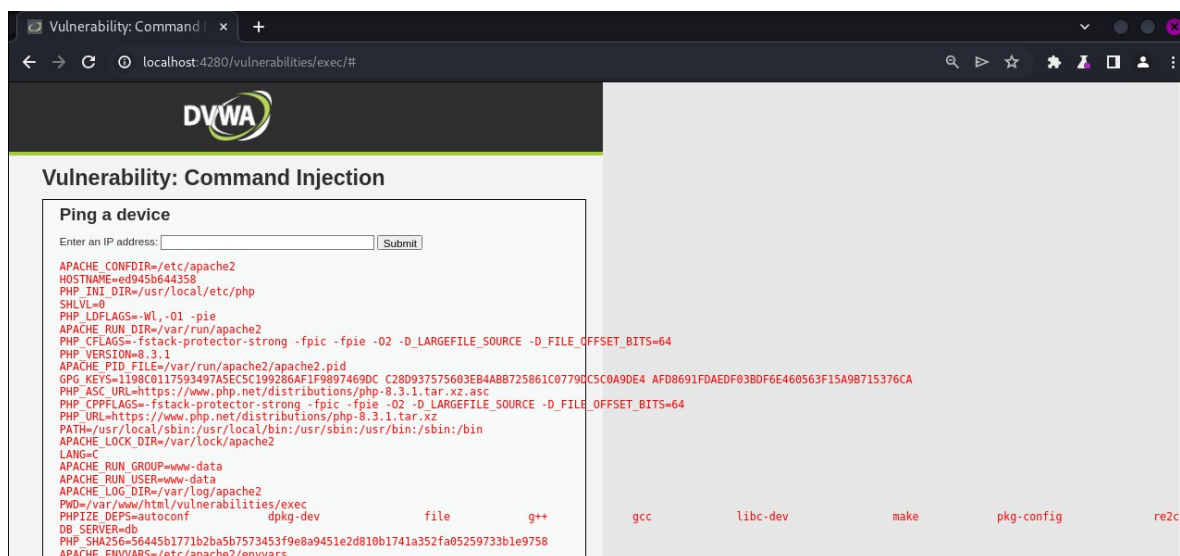 Vulnerability: Command I
localhost:4280/vulnerabilities/exec/#
DVWA
Vulnerability: Command Injection
Ping a device
Enter an IP address: Submit
APACHE_CONFDIR=/etc/apache2
HOSTNAME=ed945b644358
PHP_INI_DIR=/usr/local/etc/php
SHLVL=0
PHP_LDFLAGS=-Wl,-O1 -pie
APACHE_RUN_DIR=/var/run/apache2
PHP_CFLAGS=-fstack-protector-strong -fpic -fpie -O2 -D_LARGEFILE_SOURCE -D_FILE_OFFSET_BITS=64
PHP_VERSION=8.3.1
APACHE_PID_FILE=/var/run/apache2/apache2.pid
GPG_KEYS=1198C0117593497A5EC5C199286AF1F9897469DC C28D937575603EB4ABB725861C0779DC5C0A9DE4 AFD8691FDAEDF03BDF6E460563F15A9B715376CA
PHP_ASC_URL=https://www.php.net/distributions/php-8.3.1.tar.xz.asc
PHP_CPPFLAGS=-fstack-protector-strong -fpic -fpie -O2 -D_LARGEFILE_SOURCE -D_FILE_OFFSET_BITS=64
PHP_URL=https://www.php.net/distributions/php-8.3.1.tar.xz
PATH=/usr/local/sbin:/usr/local/bin:/usr/sbin:/usr/bin:/sbin:/bin
APACHE_LOCK_DIR=/var/lock/apache2
LANG=C
APACHE_RUN_GROUP=www-data
APACHE_RUN_USER=www-data
APACHE_LOG_DIR=/var/log/apache2
PWD=/var/www/html/vulnerabilities/exec
PHPIZE_DEPS=autoconf dpkg-dev file g++ gcc libc-dev make pkg-config re2c
DB_SERVER=db
PHP_SHA256=56445b1771b2ba5b7573453f9e8a9451e2d810b1741a352fa05259733b1e9758
APACHE_ENVVARS=/etc/apache2/envvars